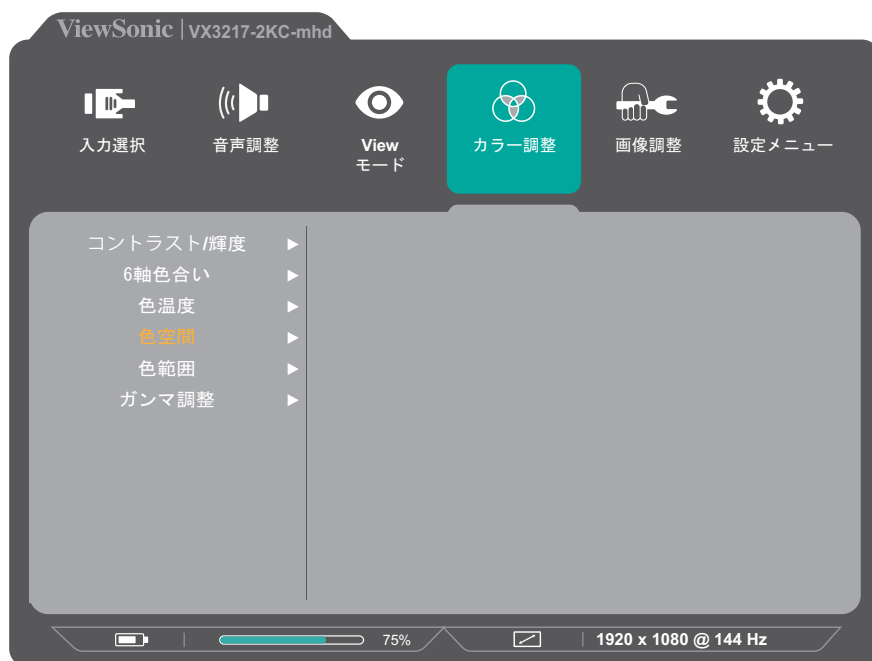 ViewSonic | VX3217-2KC-mhd
入力選択
音声調整
View
モード
カラー調整
画像調整
設定メニュー
コントラスト/輝度
6軸色合い
色温度
色空間
色範囲
ガンマ調整
75%
1920 x 1080 @ 144 Hz